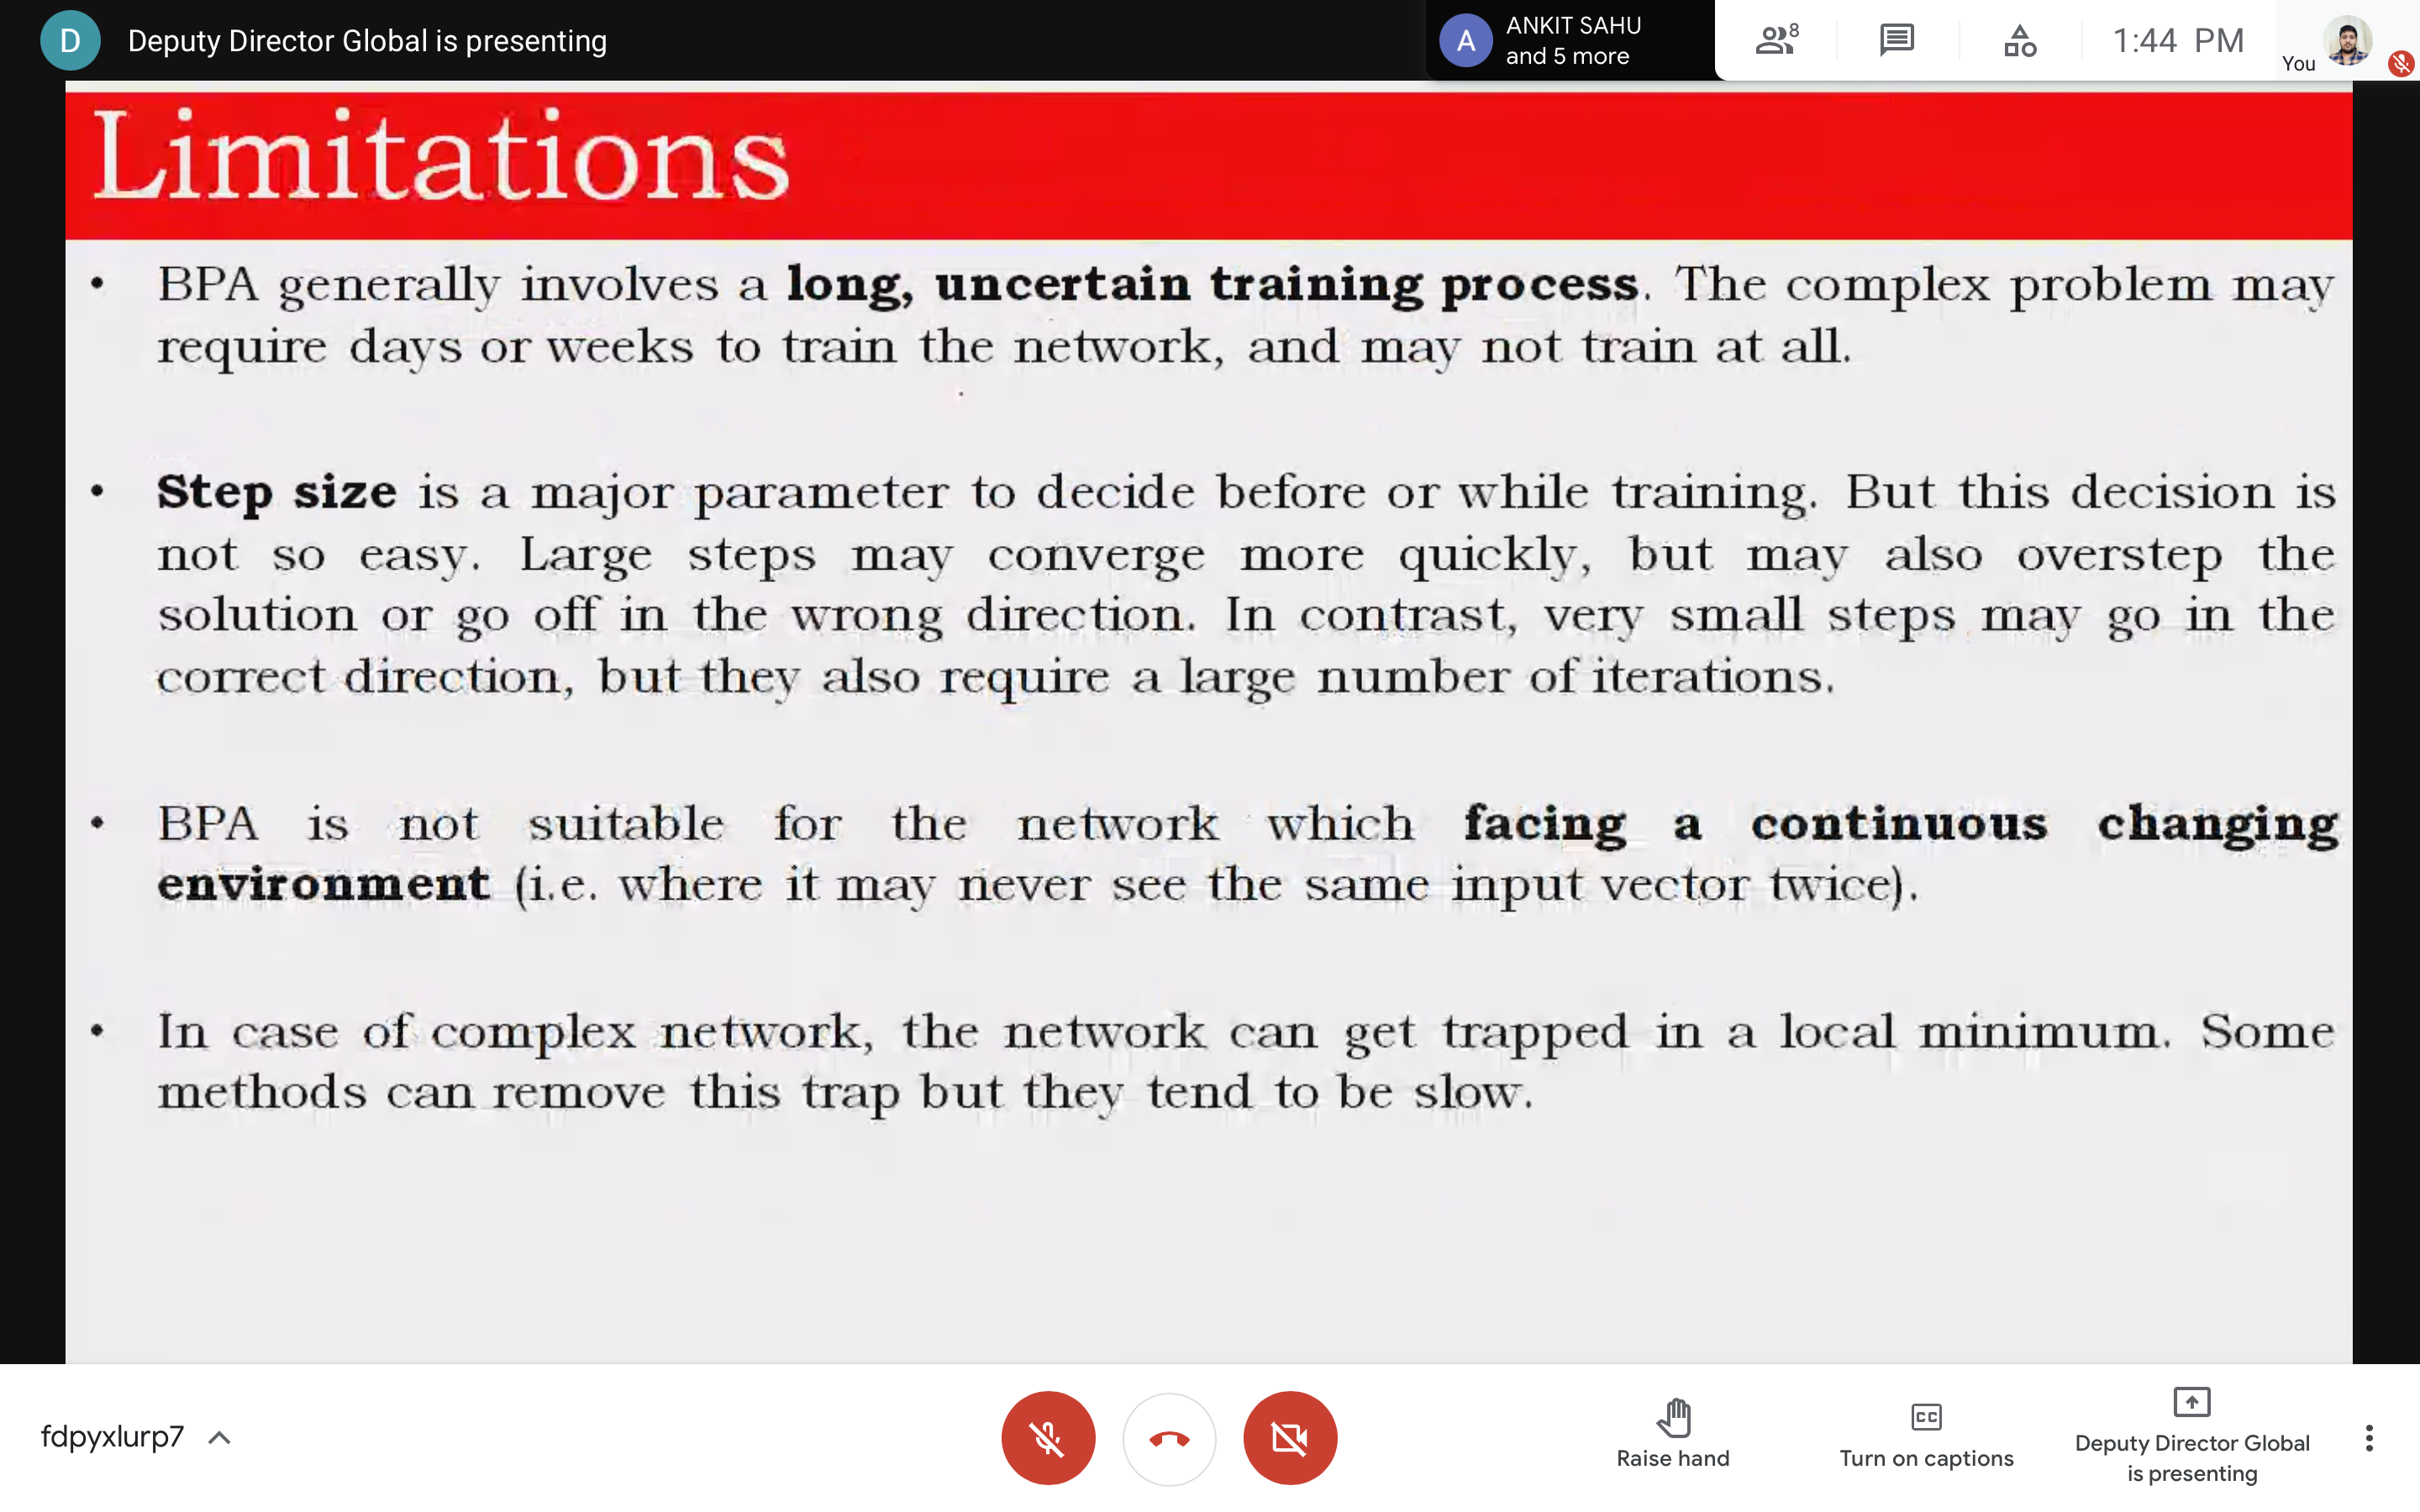 D Deputy Director Global is presenting
A ANKIT SAHU
and 5 more
8
1:44 PM
You
Limitations
• BPA generally involves a long, uncertain training process. The complex problem may
require days or weeks to train the network, and may not train at all.
• Step size is a major parameter to decide before or while training. But this decision is
not so easy. Large steps may converge more quickly, but may also overstep the
solution or go off in the wrong direction. In contrast, very small steps may go in the
correct direction, but they also require a large number of iterations.
• BPA is not suitable for the network which facing a continuous changing
environment (i.e. where it may never see the same input vector twice).
• In case of complex network, the network can get trapped in a local minimum. Some
methods can remove this trap but they tend to be slow.
fdpyxlurp7
Raise hand
CC
Turn on captions
Deputy Director Global
is presenting